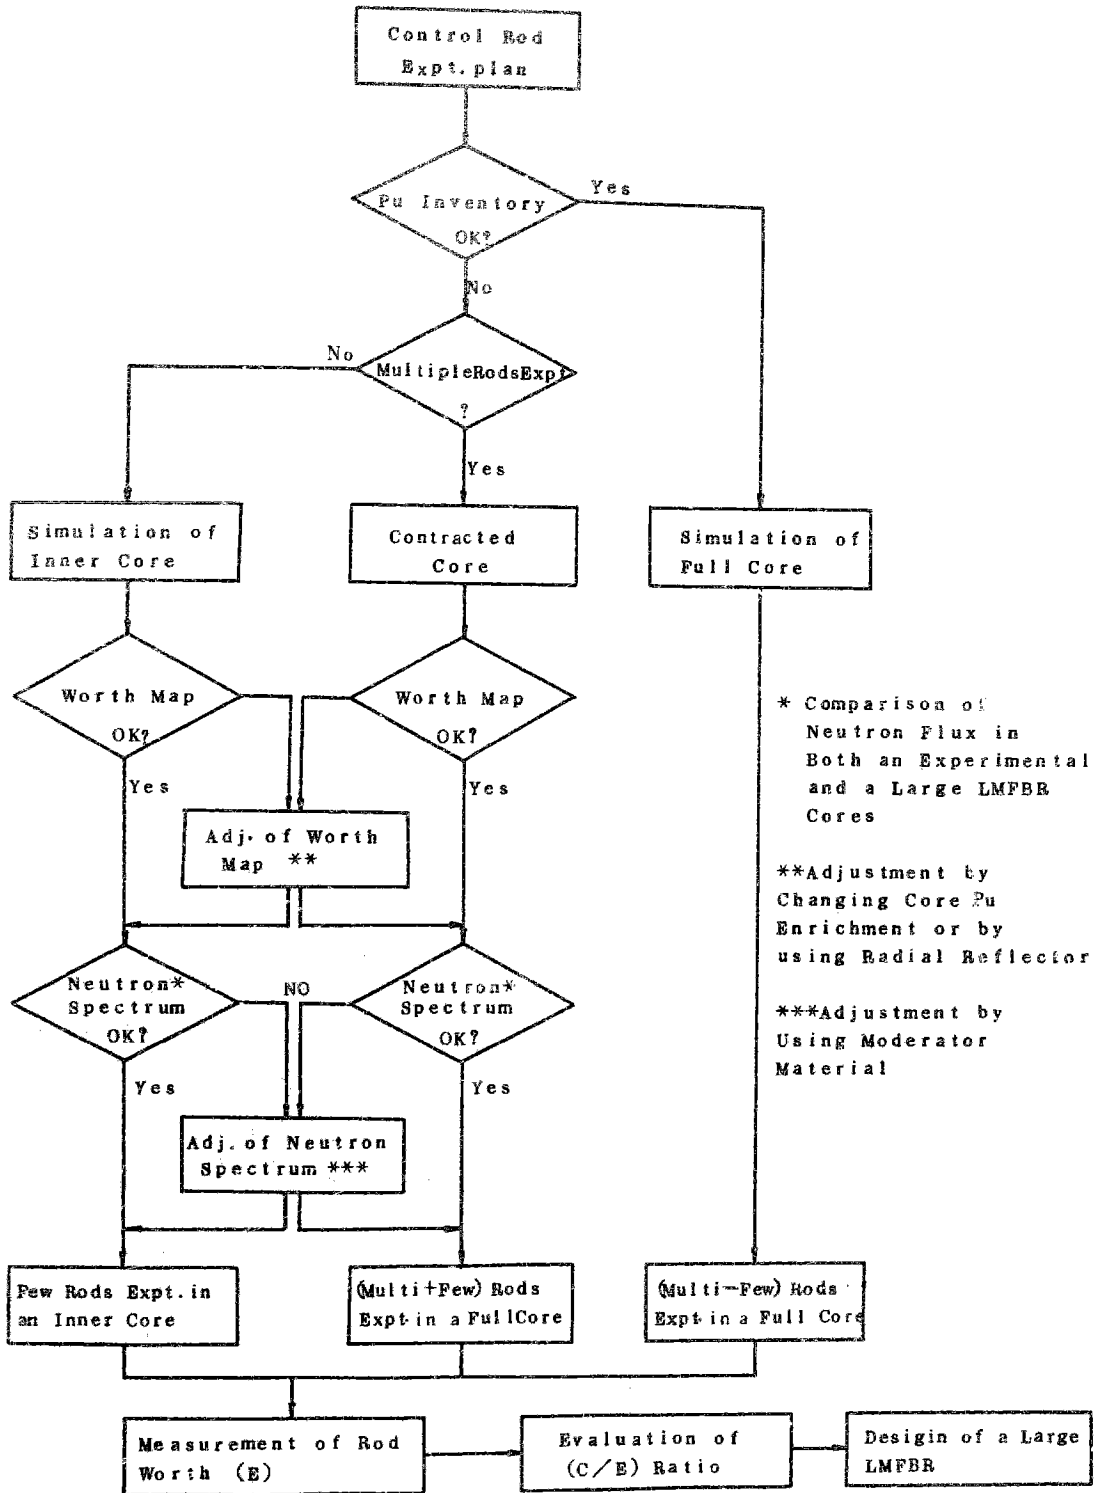 Control Rod
Expt.plan
Pu Inventory
OK?
Yes
No
MultipleRodsExpt
?
No
Yes
Simulation of
Inner Core
Contracted
Core
Simulation of
Full Core
Worth Map
OK?
Worth Map
OK?
Yes
Yes
Adj. of Worth
Map **
* Comparison of
Neutron Flux in
Both an Experimental
and a Large LMFBR
Cores
**Adjustment by
Changing Core Pu
Enrichment or by
using Radial Reflector
***Adjustment by
Using Moderator
Material
Neutron*
Spectrum
OK?
NO
Neutron*
Spectrum
OK?
Yes
Yes
Adj. of Neutron
Spectrum ***
Few Rods Expt. in
an Inner Core
(Multi+Few) Rods
Expt. in a FullCore
(Multi-Few) Rods
Expt. in a Full Core
Measurement of Rod
Worth (E)
Evaluation of
(C/E) Ratio
Desigin of a Large
LMFBR